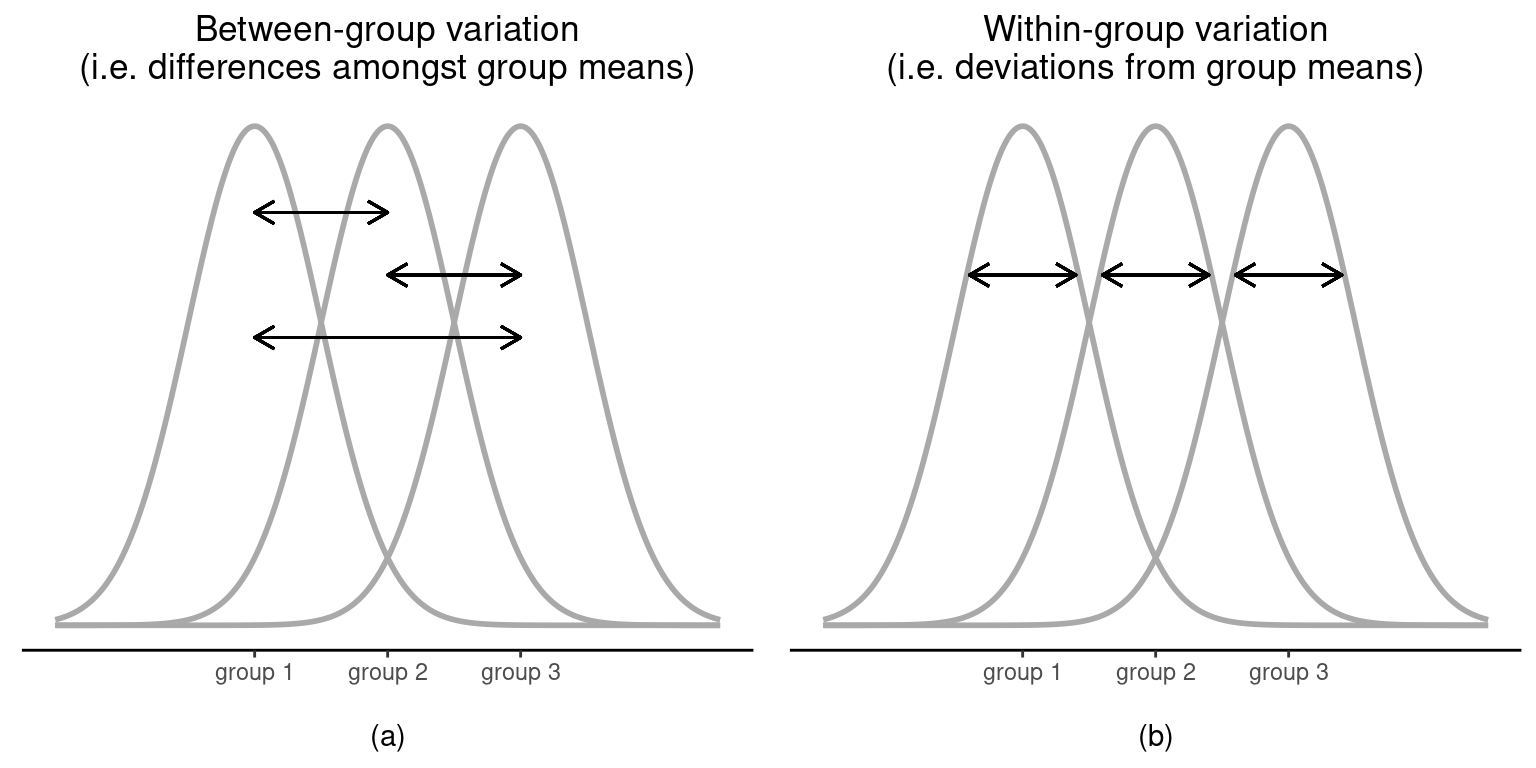 Between-group variation
(i.e. differences amongst group means)
group 1 group 2 group 3
(a)
Within-group variation
(i.e. deviations from group means)
group 1 group 2 group 3
(b)